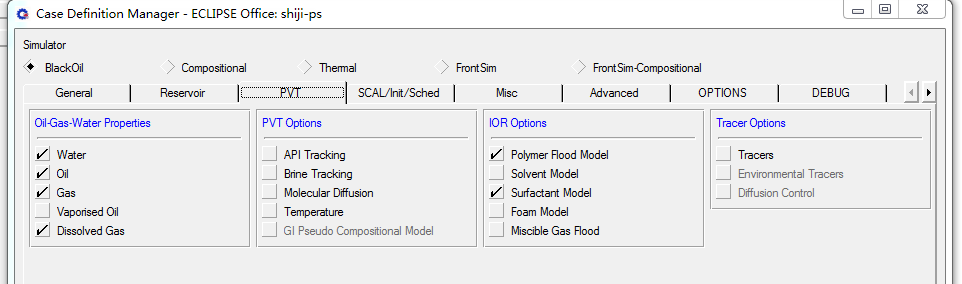 Case Definition Manager - ECLIPSE Office: shiji-ps
Simulator
BlackOil Compositional Thermal FrontSim FrontSim-Compositional
General Reservoir PVT SCAL/Init/Sched Misc Advanced OPTIONS DEBUG
Oil-Gas-Water Properties
Water
Oil
Gas
Vaporised Oil
Dissolved Gas
PVT Options
API Tracking
Brine Tracking
Molecular Diffusion
Temperature
GI Pseudo Compositional Model
IOR Options
Polymer Flood Model
Solvent Model
Surfactant Model
Foam Model
Miscible Gas Flood
Tracer Options
Tracers
Environmental Tracers
Diffusion Control